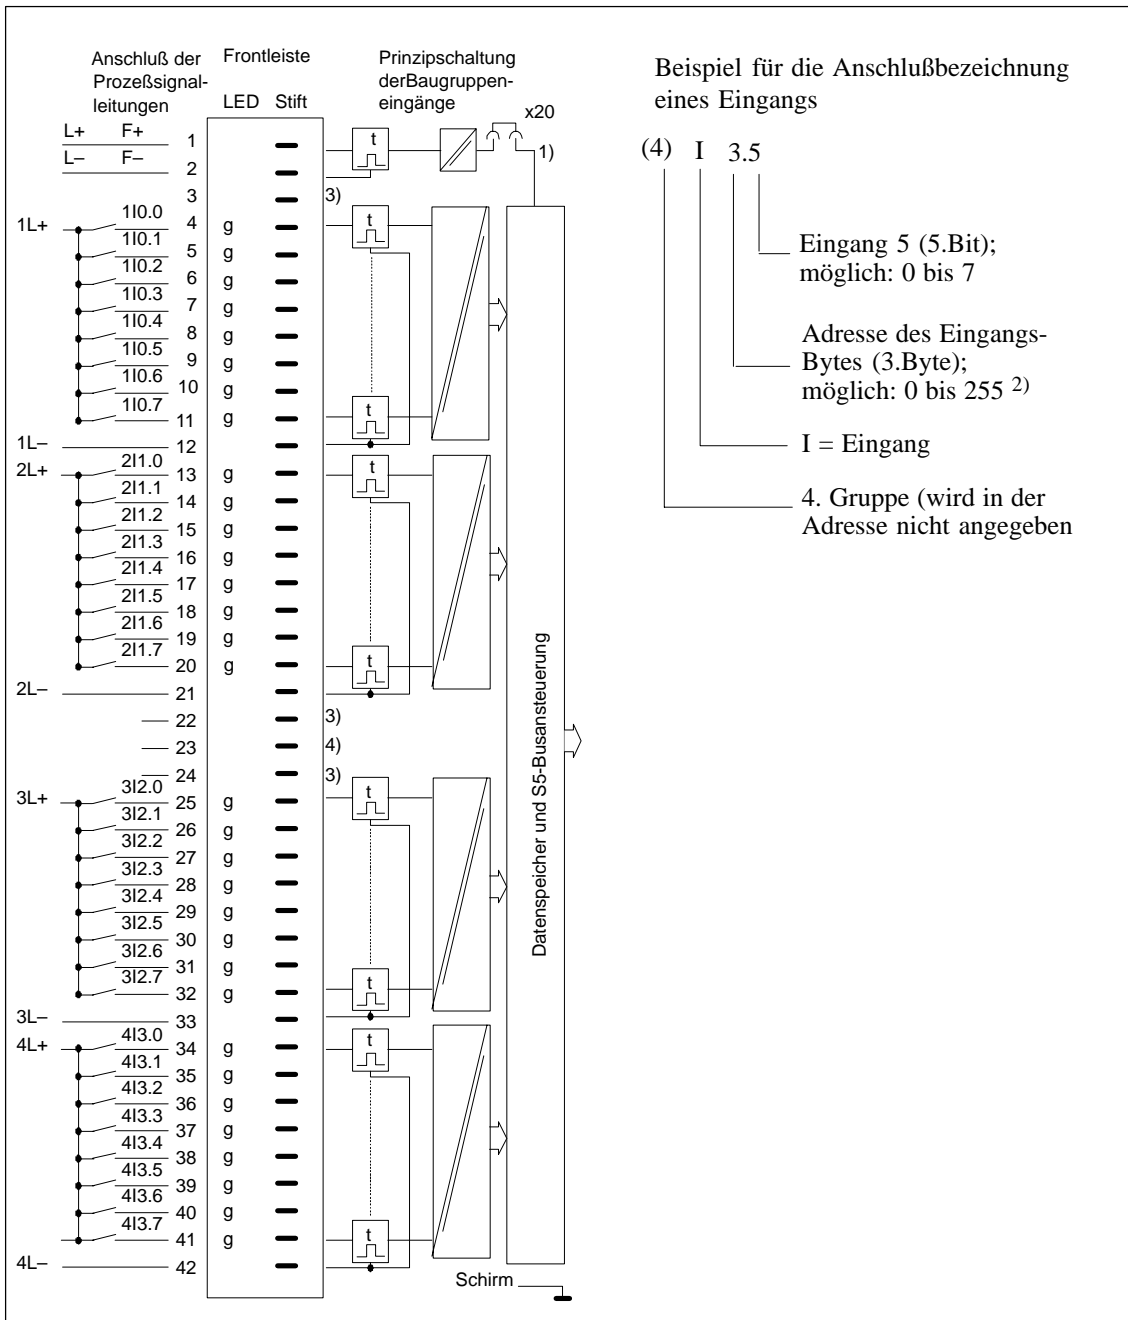 Anschluß der
Prozeßsignal-
leitungen
Frontleiste
LED Stift
Prinzipschaltung
derBaugruppen-
eingänge
x20
1)
L+ F+ 1
L– F– 2
3 3)
1L+ 1I0.0 4 g t
1I0.1 5 g
1I0.2 6 g
1I0.3 7 g
1I0.4 8 g
1I0.5 9 g
1I0.6 10 g
1I0.7 11 g t
1L– 12
2L+ 2I1.0 13 g t
2I1.1 14 g
2I1.2 15 g
2I1.3 16 g
2I1.4 17 g
2I1.5 18 g
2I1.6 19 g
2I1.7 20 g t
2L– 21
22 3)
23 4)
24 3)
3L+ 3I2.0 25 g t
3I2.1 26 g
3I2.2 27 g
3I2.3 28 g
3I2.4 29 g
3I2.5 30 g
3I2.6 31 g
3I2.7 32 g t
3L– 33
4L+ 4I3.0 34 g t
4I3.1 35 g
4I3.2 36 g
4I3.3 37 g
4I3.4 38 g
4I3.5 39 g
4I3.6 40 g
4I3.7 41 g t
4L– 42
t
Datenspeicher und S5-Busansteuerung
Schirm
Beispiel für die Anschlußbezeichnung
eines Eingangs
(4) I 3.5
Eingang 5 (5.Bit);
möglich: 0 bis 7
Adresse des Eingangs-
Bytes (3.Byte);
möglich: 0 bis 255 2)
I = Eingang
4. Gruppe (wird in der
Adresse nicht angegeben